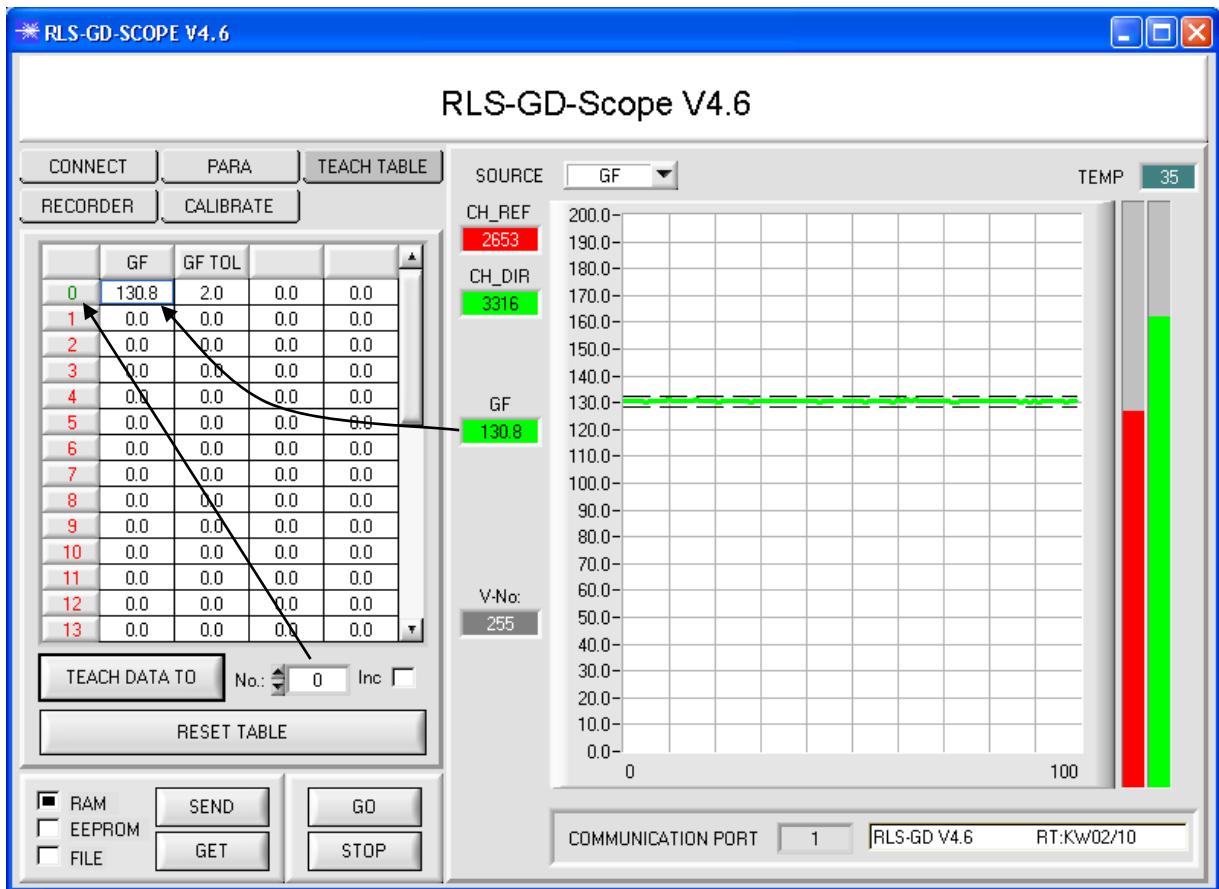 RLS-GD-SCOPE V4.6
RLS-GD-Scope V4.6
CONNECT PARA TEACH TABLE
RECORDER CALIBRATE
GF GF TOL
0 130.8 2.0 0.0 0.0
1 0.0 0.0 0.0 0.0
2 0.0 0.0 0.0 0.0
3 0.0 0.0 0.0 0.0
4 0.0 0.0 0.0 0.0
5 0.0 0.0 0.0 0.0
6 0.0 0.0 0.0 0.0
7 0.0 0.0 0.0 0.0
8 0.0 0.0 0.0 0.0
9 0.0 0.0 0.0 0.0
10 0.0 0.0 0.0 0.0
11 0.0 0.0 0.0 0.0
12 0.0 0.0 0.0 0.0
13 0.0 0.0 0.0 0.0
TEACH DATA TO No.: 0 Inc
RESET TABLE
RAM SEND GO
EEPROM
FILE GET STOP
SOURCE GF TEMP 35
CH_REF
2653
CH_DIR
3316
GF
130.8
V-No:
255
200.0
190.0
180.0
170.0
160.0
150.0
140.0
130.0
120.0
110.0
100.0
90.0
80.0
70.0
60.0
50.0
40.0
30.0
20.0
10.0
0.0
0 100
COMMUNICATION PORT 1 RLS-GD V4.6 RT:KW02/10